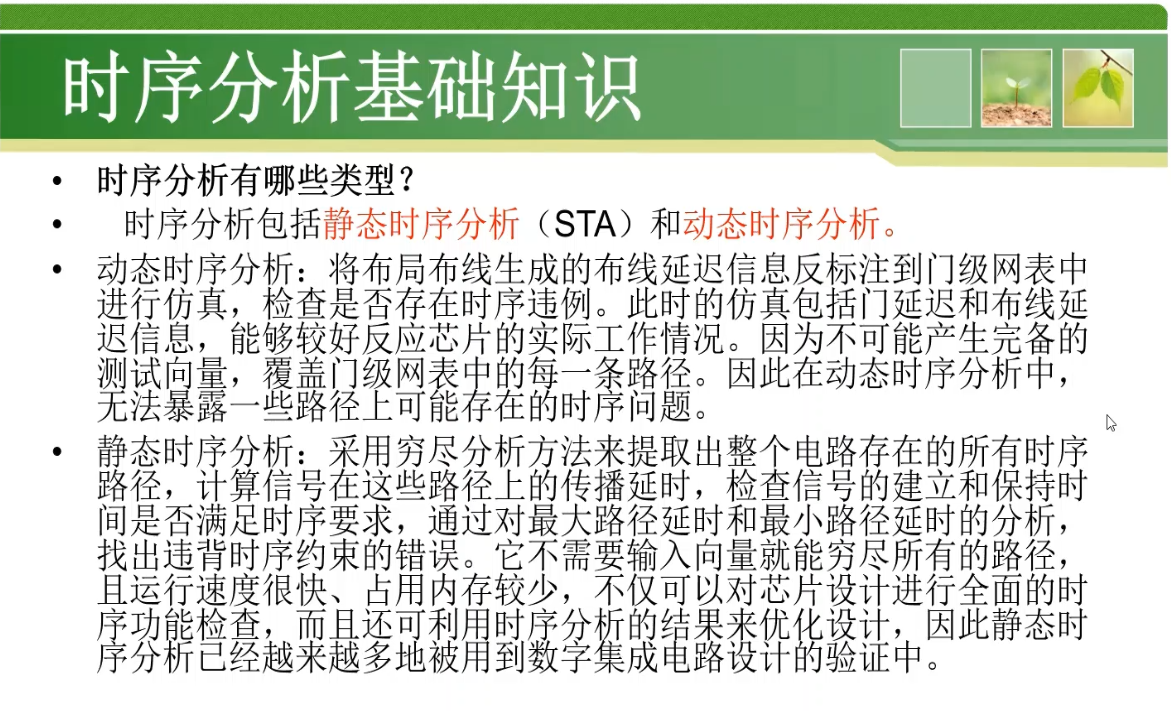 时序分析基础知识
• 时序分析有哪些类型？
• 时序分析包括静态时序分析（STA）和动态时序分析。
• 动态时序分析：将布局布线生成的布线延迟信息反标注到门级网表中
进行仿真，检查是否存在时序违例。此时的仿真包括门延迟和布线延
迟信息，能够较好反应芯片的实际工作情况。因为不可能产生完备的
测试向量，覆盖门级网表中的每一条路径。因此在动态时序分析中，
无法暴露一些路径上可能存在的时序问题。
• 静态时序分析：采用穷尽分析方法来提取出整个电路存在的所有时序
路径，计算信号在这些路径上的传播延时，检查信号的建立和保持时
间是否满足时序要求，通过对最大路径延时和最小路径延时的分析，
找出违背时序约束的错误。它不需要输入向量就能穷尽所有的路径，
且运行速度很快、占用内存较少，不仅可以对芯片设计进行全面的时
序功能检查，而且还可利用时序分析的结果来优化设计，因此静态时
序分析已经越来越多地被用到数字集成电路设计的验证中。